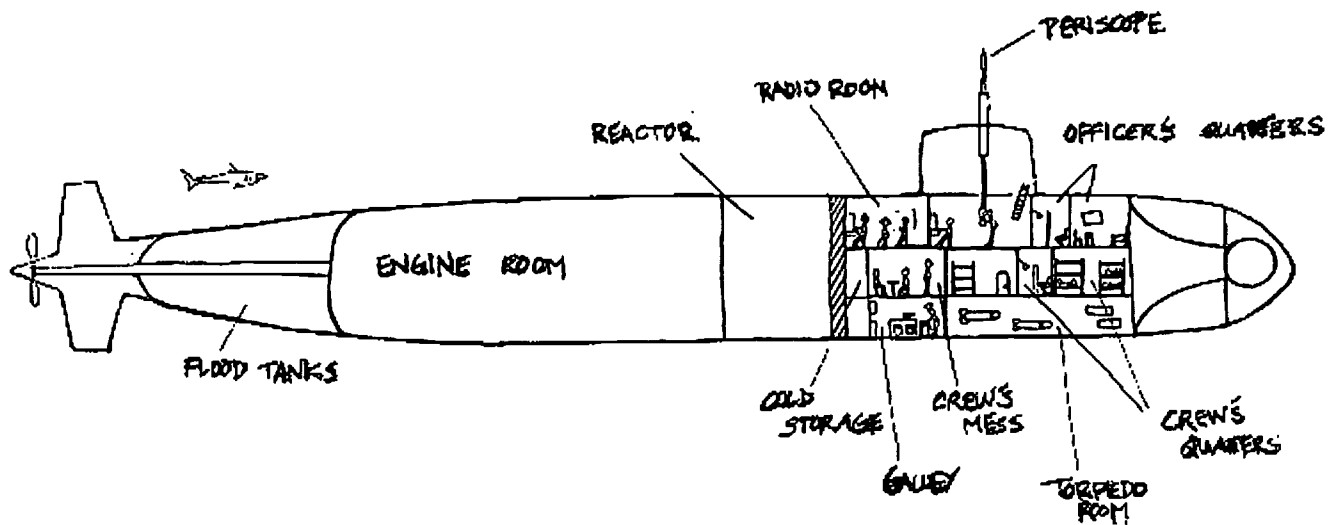 PERISCOPE
RADIO ROOM
OFFICER'S QUARTERS
REACTOR
ENGINE ROOM
FLOOD TANKS
COLD
STORAGE
CREW'S
MESS
CREW'S
QUARTERS
GALLEY
TORPEDO
ROOM